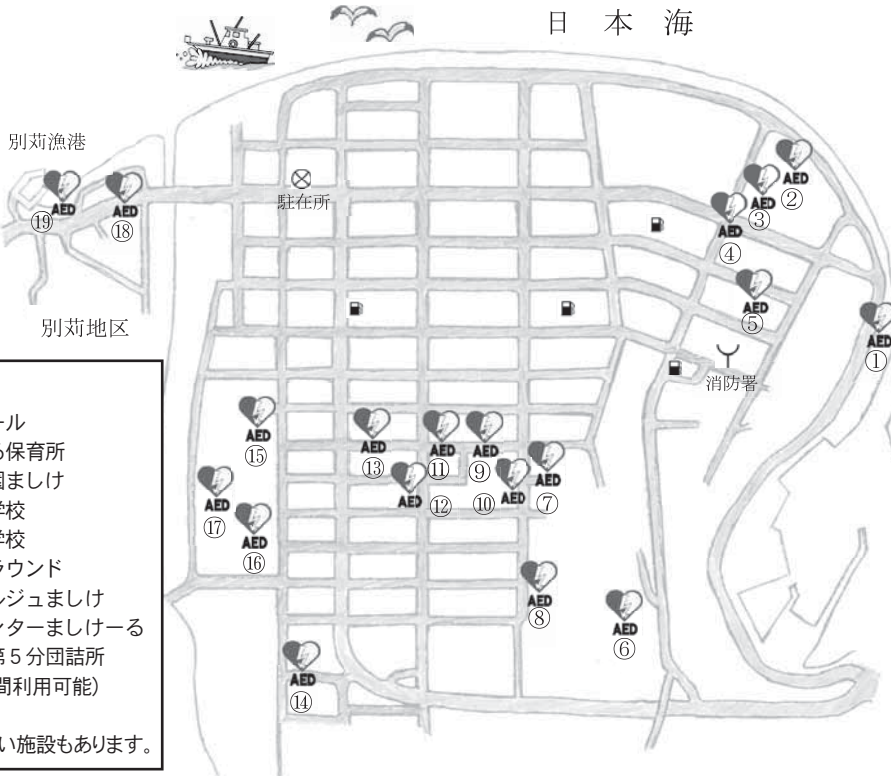 日本海
別苅漁港
駐在所
AED
②
AED
③
AED
④
AED
⑲
AED
⑱
別苅地区
AED
⑤
AED
①
消防署
AED
⑮
AED
⑬
AED
⑪
AED
⑨
AED
⑩
AED
⑦
AED
⑫
AED
⑰
AED
⑯
AED
⑧
AED
⑥
AED
⑭
ール
る保育所
園ましけ
学校
学校
ラウンド
ルジュましけ
ンターましけーる
第5分団詰所
間利用可能）
い施設もあります。